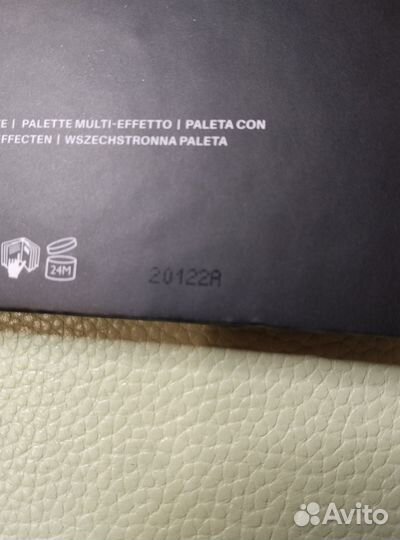 E | PALETTE MULTI-EFFETTO | PALETA CON
FFECTEN | WSZECHSTRONNA PALETA
24M
20122A
Avito